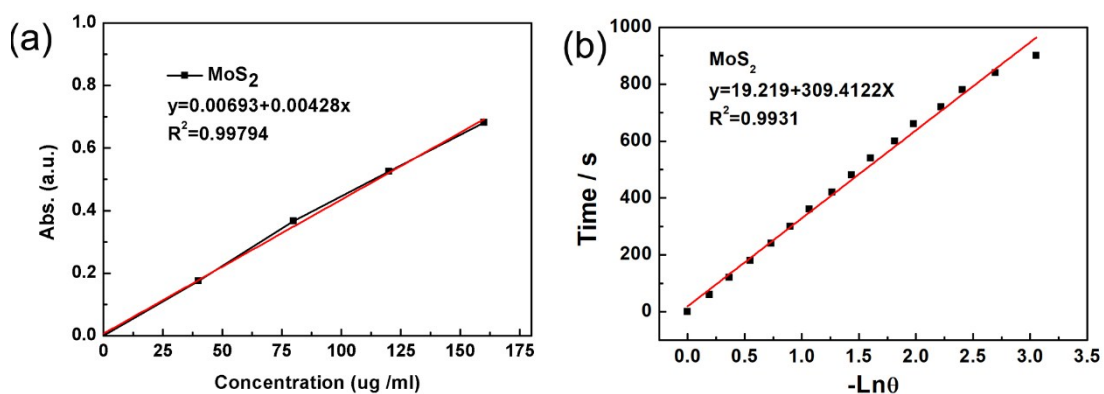 (a)
1.0
0.8
0.6
0.4
0.2
0.0
Abs. (a.u.)
MoS2
y=0.00693+0.00428x
R2=0.99794
0 25 50 75 100 125 150 175
Concentration (ug /ml)
(b)
1000
800
600
400
200
0
Time / s
MoS2
y=19.219+309.4122X
R2=0.9931
0.0 0.5 1.0 1.5 2.0 2.5 3.0 3.5
-Lnθ